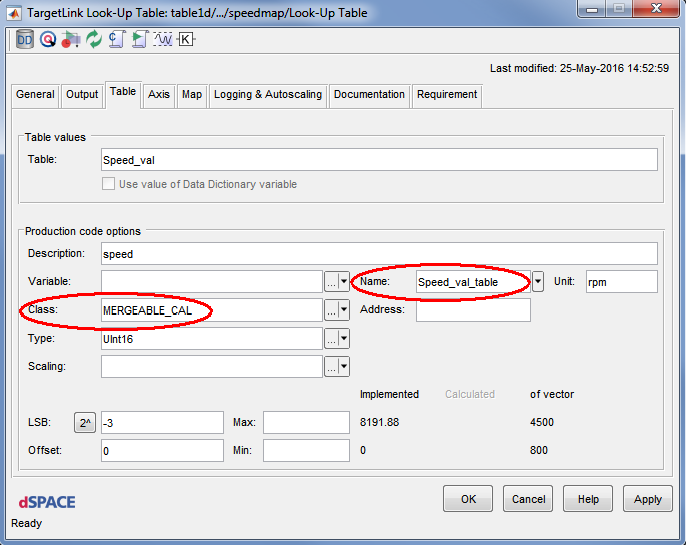 TargetLink Look-Up Table: table1d/.../speedmap/Look-Up Table
DD
Last modified: 25-May-2016 14:52:59
General Output Table Axis Map Logging & Autoscaling Documentation Requirement
Table values
Table: Speed_val
Use value of Data Dictionary variable
Production code options
Description: speed
Variable: ... Name: Speed_val_table Unit: rpm
Class: MERGEABLE_CAL ... Address:
Type: UInt16 ...
Scaling: ...
Implemented Calculated of vector
LSB: 2^ -3 Max: 8191.88 4500
Offset: 0 Min: 0 800
dSPACE OK Cancel Help Apply
Ready